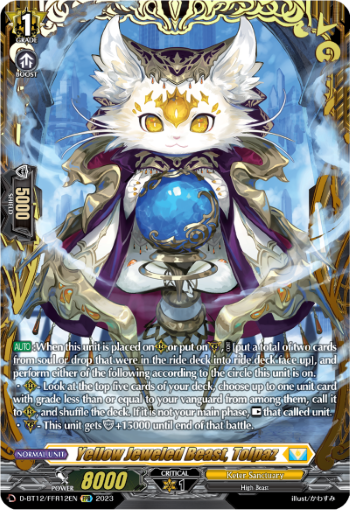 1
GRADE
BOOST
5000
SHIELD
AUTO:When this unit is placed on or put on , [put a total of two cards
from soul or drop that were in the ride deck into ride deck face up], and
perform either of the following according to the circle this unit is on.
・ - Look at the top five cards of your deck, choose up to one unit card
with grade less than or equal to your vanguard from among them, call it
to , and shuffle the deck. If it is not your main phase, that called unit.
・ - This unit gets +15000 until end of that battle.
NORMAL UNIT
Yellow Jeweled Beast, Tolpaz
POWER 8000
CRITICAL
1
Keter Sanctuary
High Beast
D-BT12/FFR12EN FFR 2023
illust/かわすみ